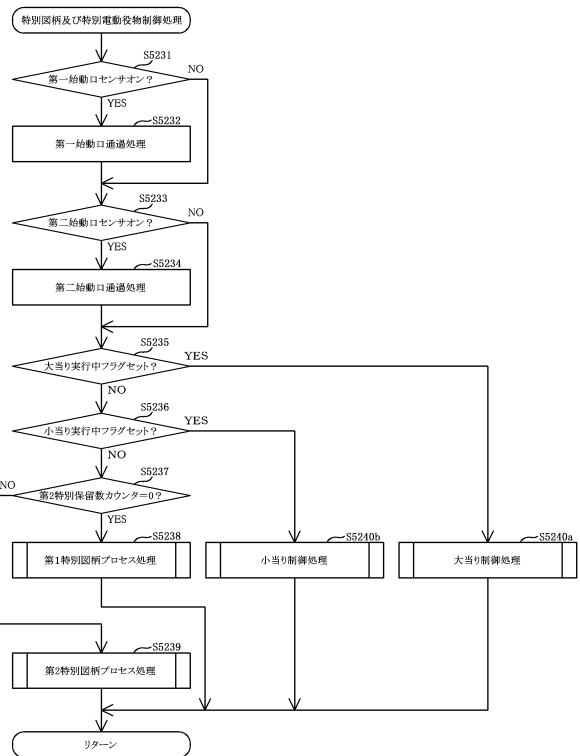 特別図柄及び特別電動役物制御処理
S5231
第一始動口センサオン？
NO
YES
S5232
第一始動口通過処理
S5233
第二始動口センサオン？
NO
YES
S5234
第二始動口通過処理
S5235
大当り実行中フラグセット？
YES
NO
S5236
小当り実行中フラグセット？
YES
NO
S5237
第2特別保留数カウンタ=0？
NO
YES
S5238
第1特別図柄プロセス処理
S5240b
小当り制御処理
S5240a
大当り制御処理
S5239
第2特別図柄プロセス処理
リターン